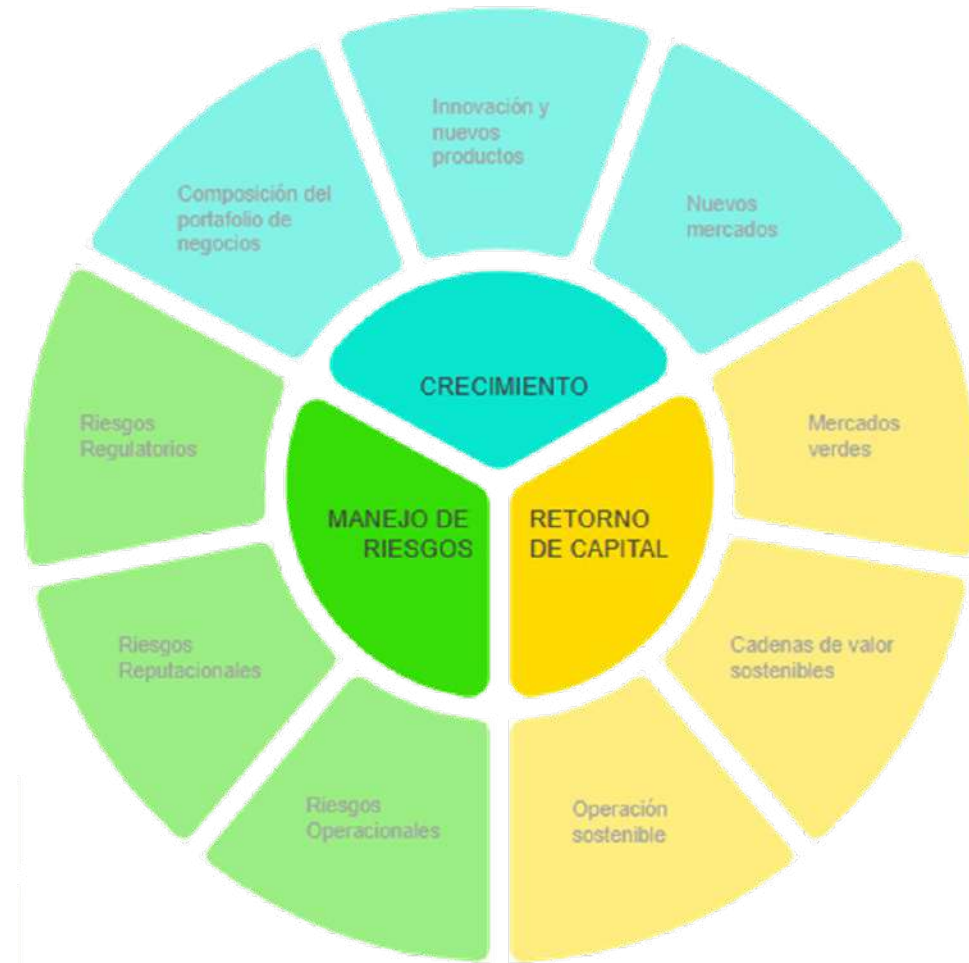 Innovación y
nuevos
productos
Composición del
portafolio de
negocios
Nuevos
mercados
CRECIMIENTO
Riesgos
Regulatorios
Mercados
verdes
MANEJO DE
RIESGOS
RETORNO
DE CAPITAL
Riesgos
Reputacionales
Cadenas de valor
sostenibles
Riesgos
Operacionales
Operación
sostenible